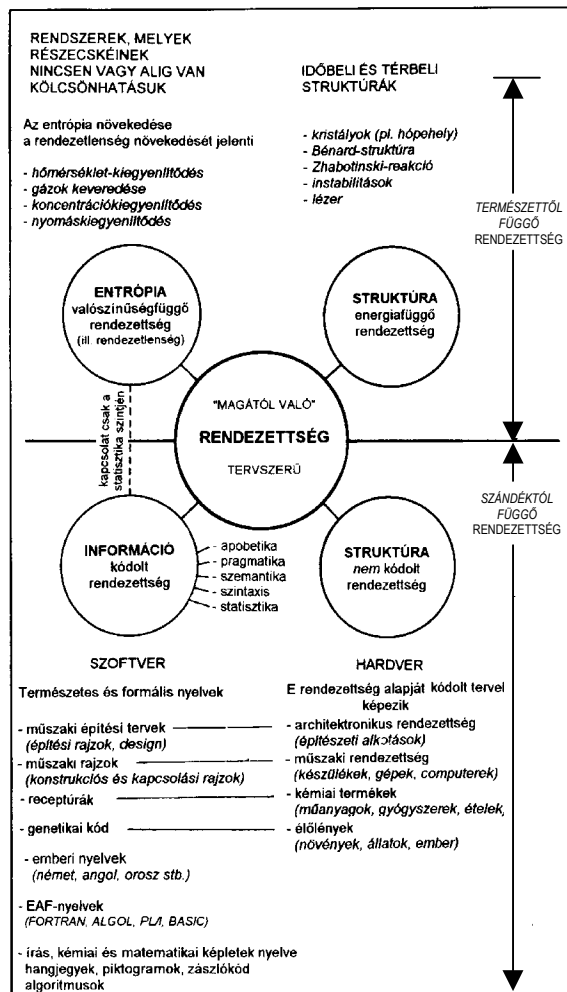 RENDSZEREK, MELYEK
RÉSZECSKÉINEK
NINCSEN VAGY ALIG VAN
KÖLCSÖNHATÁSUK
Az entrópia növekedése
a rendezetlenség növekedését jelenti
- hőmérséklet-kiegyenlítődés
- gázok keveredése
- koncentrációkiegyenlítődés
- nyomáskiegyenlítődés
IDŐBELI ÉS TÉRBELI
STRUKTÚRÁK
- kristályok (pl. hópehely)
- Bénard-struktúra
- Zhabotinski-reakció
- instabilitások
- lézer
TERMÉSZETTŐL
FÜGGŐ
RENDEZETTSÉG
ENTRÓPIA
valószínűségfüggő
rendezettség
(ill. rendezetlenség)
STRUKTÚRA
energiafüggő
rendezettség
"MAGÁTÓL VALÓ"
RENDEZETTSÉG
TERVSZERŰ
kapcsolat csak a
statisztika szintjén
SZÁNDÉKTÓL
FÜGGŐ
RENDEZETTSÉG
INFORMÁCIÓ
kódolt
rendezettség
- apobetika
- pragmatika
- szemantika
- szintaxis
- statisztika
STRUKTÚRA
nem kódolt
rendezettség
SZOFTVER
Természetes és formális nyelvek
HARDVER
E rendezettség alapját kódolt tervek
képezik
- műszaki építési tervek
(építési rajzok, design)
- architektonikus rendezettség
(építészeti alkotások)
- műszaki rajzok
(konstrukciós és kapcsolási rajzok)
- műszaki rendezettség
(készülékek, gépek, computerek)
- receptúrák
- kémiai termékek
(műanyagok, gyógyszerek, ételek)
- genetikai kód
- élőlények
(növények, állatok, ember)
- emberi nyelvek
(német, angol, orosz stb.)
- EAF-nyelvek
(FORTRAN, ALGOL, PL/I, BASIC)
- írás, kémiai és matematikai képletek nyelve
hangjegyek, piktogramok, zászlókód
algoritmusok